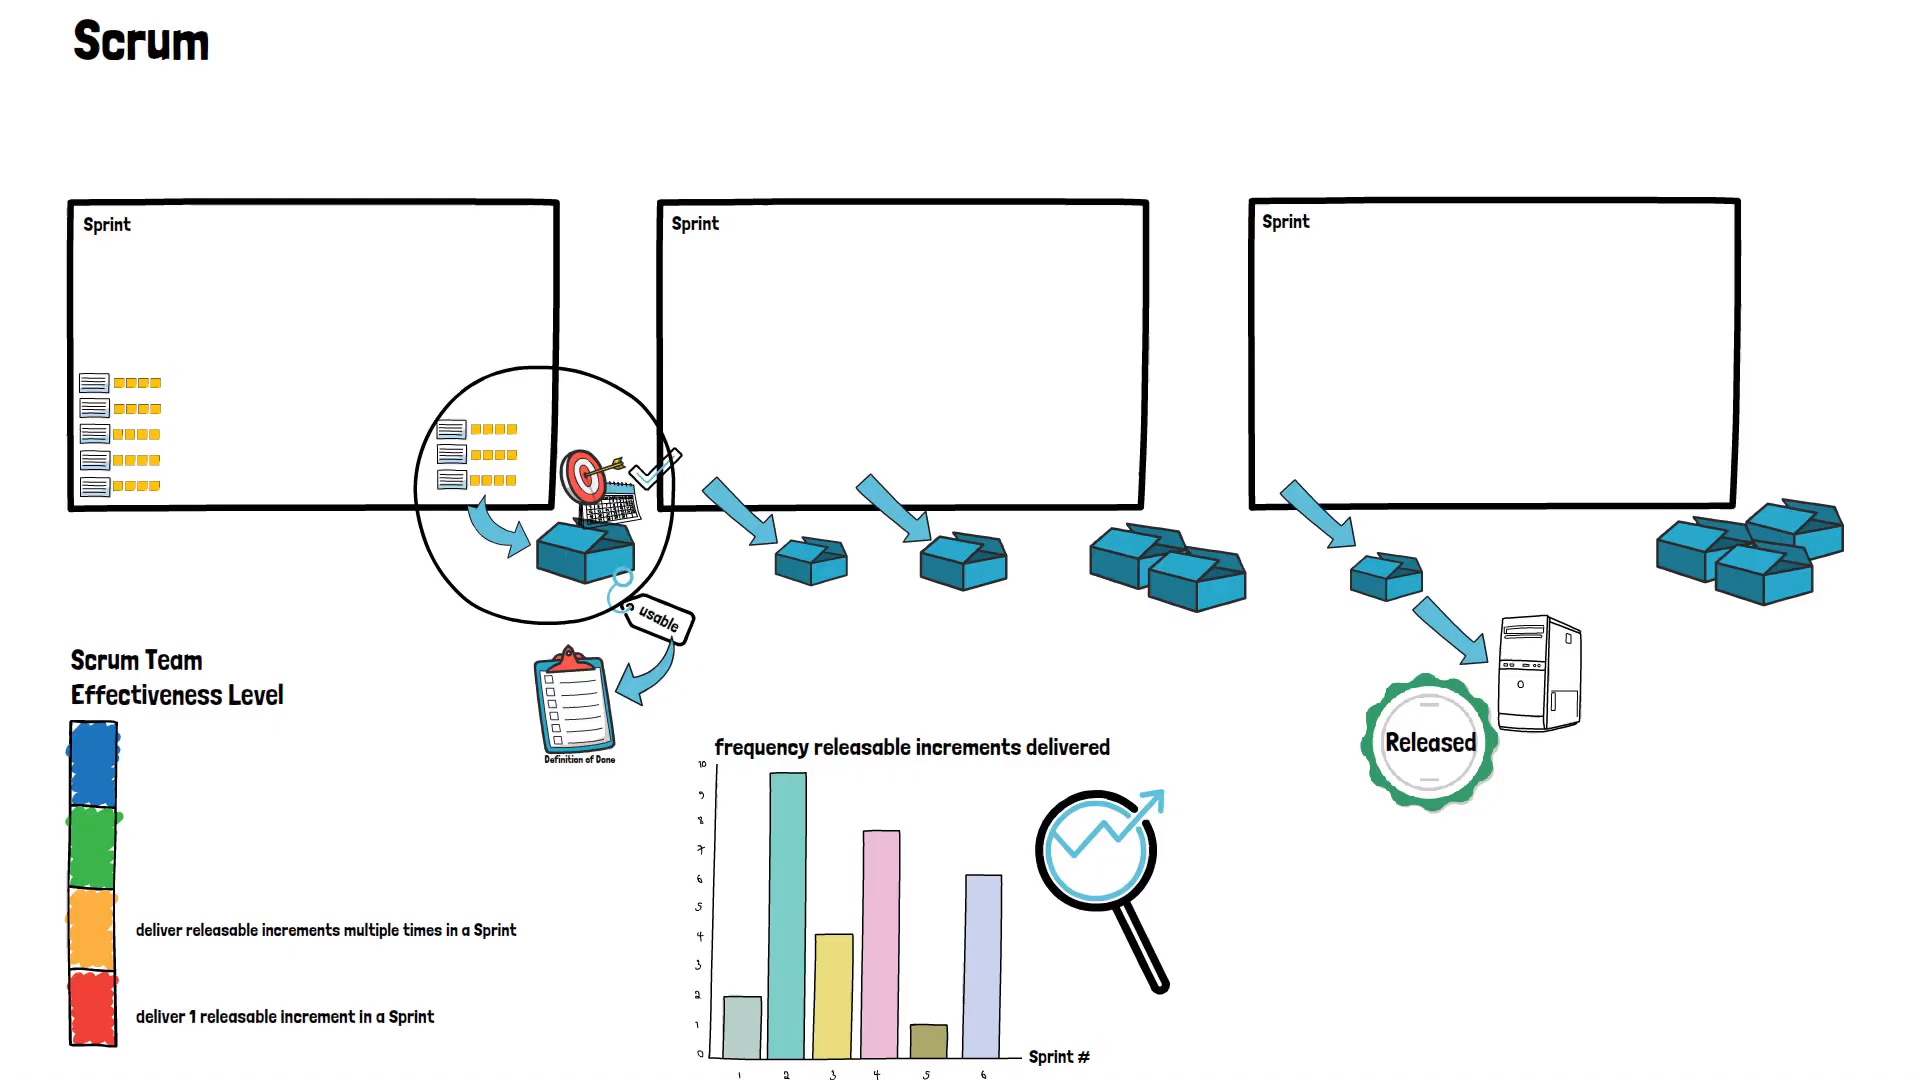 Scrum
Sprint
Sprint
Sprint
usable
Definition of Done
Released
Scrum Team
Effectiveness Level
deliver releasable increments multiple times in a Sprint
deliver 1 releasable increment in a Sprint
frequency releasable increments delivered
10
9
8
7
6
5
4
3
2
1
0
1 2 3 4 5 6
Sprint #